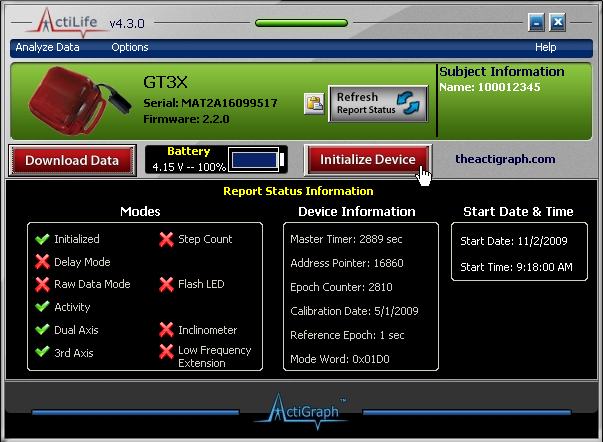 ActiLife v4.3.0
Analyze Data Options Help
GT3X
Serial: MAT2A16099517
Firmware: 2.2.0
Refresh
Report Status
Subject Information
Name: 100012345
Download Data
Battery
4.15 V -- 100%
Initialize Device
theactigraph.com
Report Status Information
Modes
Initialized Step Count
Delay Mode
Raw Data Mode Flash LED
Activity
Dual Axis Inclinometer
3rd Axis Low Frequency
Extension
Device Information
Master Timer: 2889 sec
Address Pointer: 16860
Epoch Counter: 2810
Calibration Date: 5/1/2009
Reference Epoch: 1 sec
Mode Word: 0x01D0
Start Date & Time
Start Date: 11/2/2009
Start Time: 9:18:00 AM
ActiGraph™